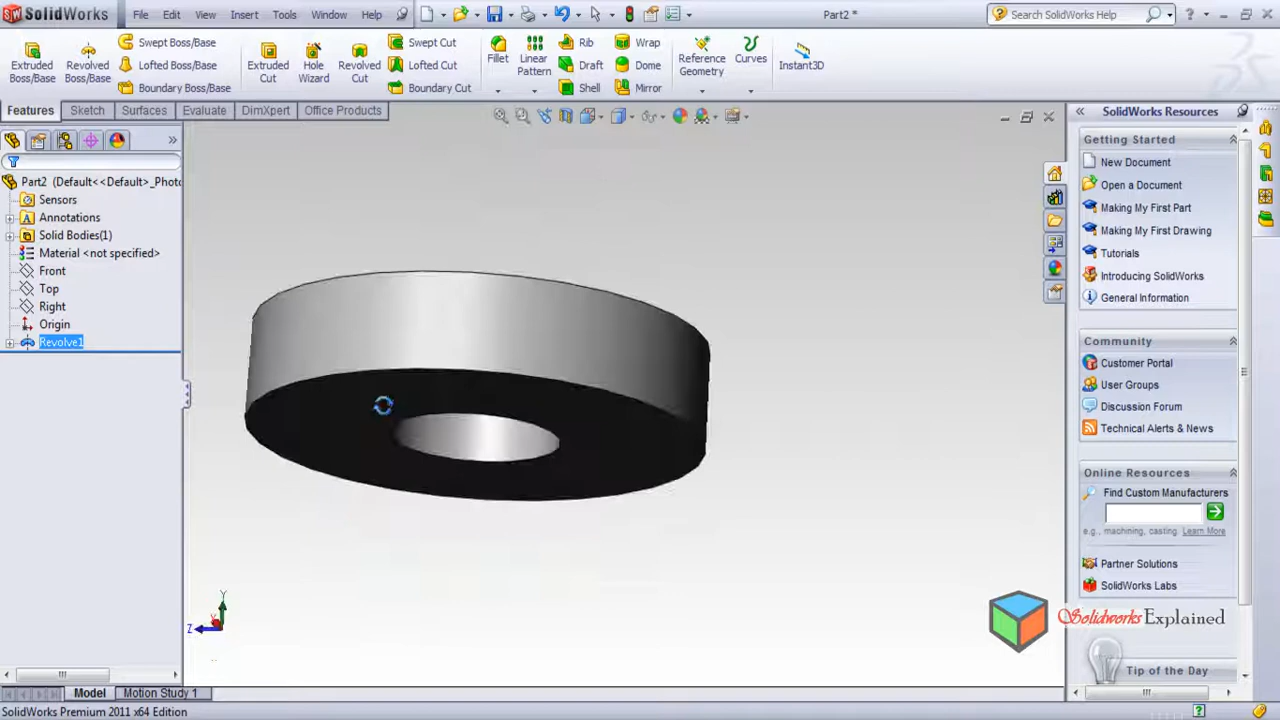 SolidWorks
File Edit View Insert Tools Window Help
Part2 *
Search SolidWorks Help
Extruded Boss/Base
Revolved Boss/Base
Swept Boss/Base
Lofted Boss/Base
Boundary Boss/Base
Extruded Cut
Hole Wizard
Revolved Cut
Swept Cut
Lofted Cut
Boundary Cut
Fillet
Linear Pattern
Rib
Draft
Shell
Wrap
Dome
Mirror
Reference Geometry
Curves
Instant3D
Features Sketch Surfaces Evaluate DimXpert Office Products
Part2 (Default<<Default>_Photo
Sensors
Annotations
Solid Bodies(1)
Material <not specified>
Front
Top
Right
Origin
Revolve1
Y
Z
SolidWorks Resources
Getting Started
New Document
Open a Document
Making My First Part
Making My First Drawing
Tutorials
Introducing SolidWorks
General Information
Community
Customer Portal
User Groups
Discussion Forum
Technical Alerts & News
Online Resources
Find Custom Manufacturers
e.g., machining, casting. Learn More
Partner Solutions
SolidWorks Labs
Solidworks Explained
Tip of the Day
Model Motion Study 1
SolidWorks Premium 2011 x64 Edition